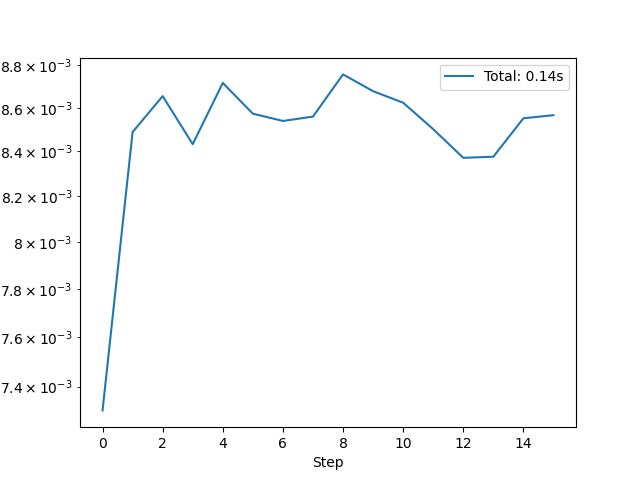 Total: 0.14s
8.8 × 10⁻³
8.6 × 10⁻³
8.4 × 10⁻³
8.2 × 10⁻³
8 × 10⁻³
7.8 × 10⁻³
7.6 × 10⁻³
7.4 × 10⁻³
0 2 4 6 8 10 12 14
Step